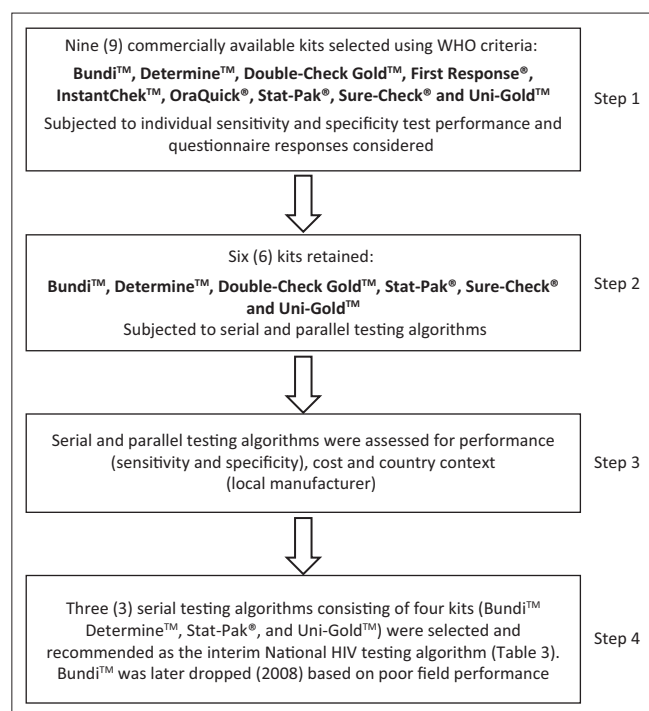 Nine (9) commercially available kits selected using WHO criteria:
Bundi™, Determine™, Double-Check Gold™, First Response®,
InstantChek™, OraQuick®, Stat-Pak®, Sure-Check® and Uni-Gold™
Subjected to individual sensitivity and specificity test performance and
questionnaire responses considered
Step 1
Six (6) kits retained:
Bundi™, Determine™, Double-Check Gold™, Stat-Pak®, Sure-Check®
and Uni-Gold™
Subjected to serial and parallel testing algorithms
Step 2
Serial and parallel testing algorithms were assessed for performance
(sensitivity and specificity), cost and country context
(local manufacturer)
Step 3
Three (3) serial testing algorithms consisting of four kits (Bundi™
Determine™, Stat-Pak®, and Uni-Gold™) were selected and
recommended as the interim National HIV testing algorithm (Table 3).
Bundi™ was later dropped (2008) based on poor field performance
Step 4